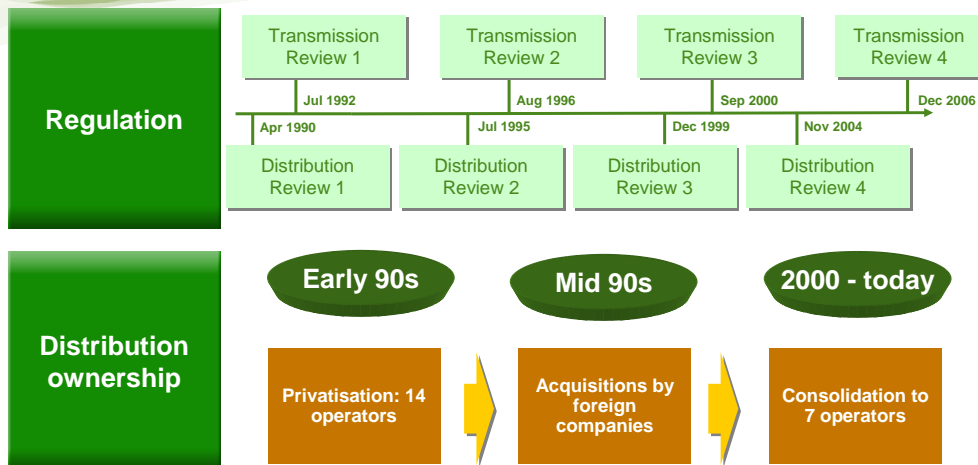 Regulation
Transmission
Review 1
Transmission
Review 2
Transmission
Review 3
Transmission
Review 4
Jul 1992
Aug 1996
Sep 2000
Dec 2006
Apr 1990
Jul 1995
Dec 1999
Nov 2004
Distribution
Review 1
Distribution
Review 2
Distribution
Review 3
Distribution
Review 4
Distribution
ownership
Early 90s
Mid 90s
2000 - today
Privatisation: 14
operators
Acquisitions by
foreign
companies
Consolidation to
7 operators